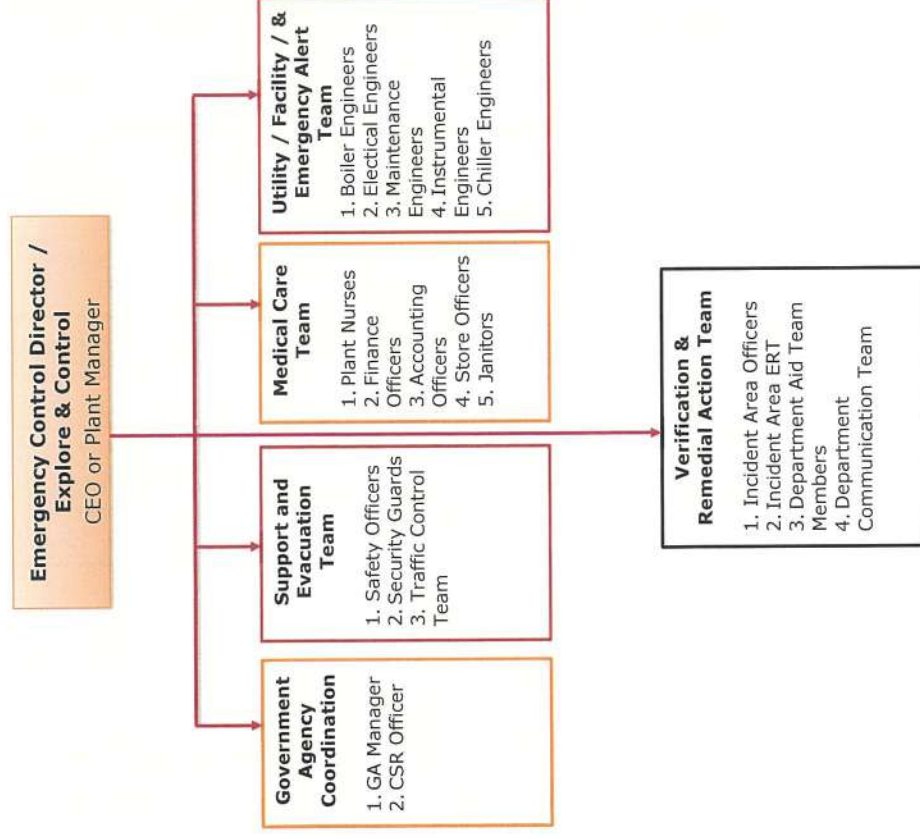 Emergency Control Director /
Explore & Control
CEO or Plant Manager
Government
Agency
Coordination
1. GA Manager
2. CSR Officer
Support and
Evacuation
Team
1. Safety Officers
2. Security Guards
3. Traffic Control
Team
Medical Care
Team
1. Plant Nurses
2. Finance
Officers
3. Accounting
Officers
4. Store Officers
5. Janitors
Utility / Facility / &
Emergency Alert
Team
1. Boiler Engineers
2. Electical Engineers
3. Maintenance
Engineers
4. Instrumental
Engineers
5. Chiller Engineers
Verification &
Remedial Action Team
1. Incident Area Officers
2. Incident Area ERT
3. Department Aid Team
Members
4. Department
Communication Team